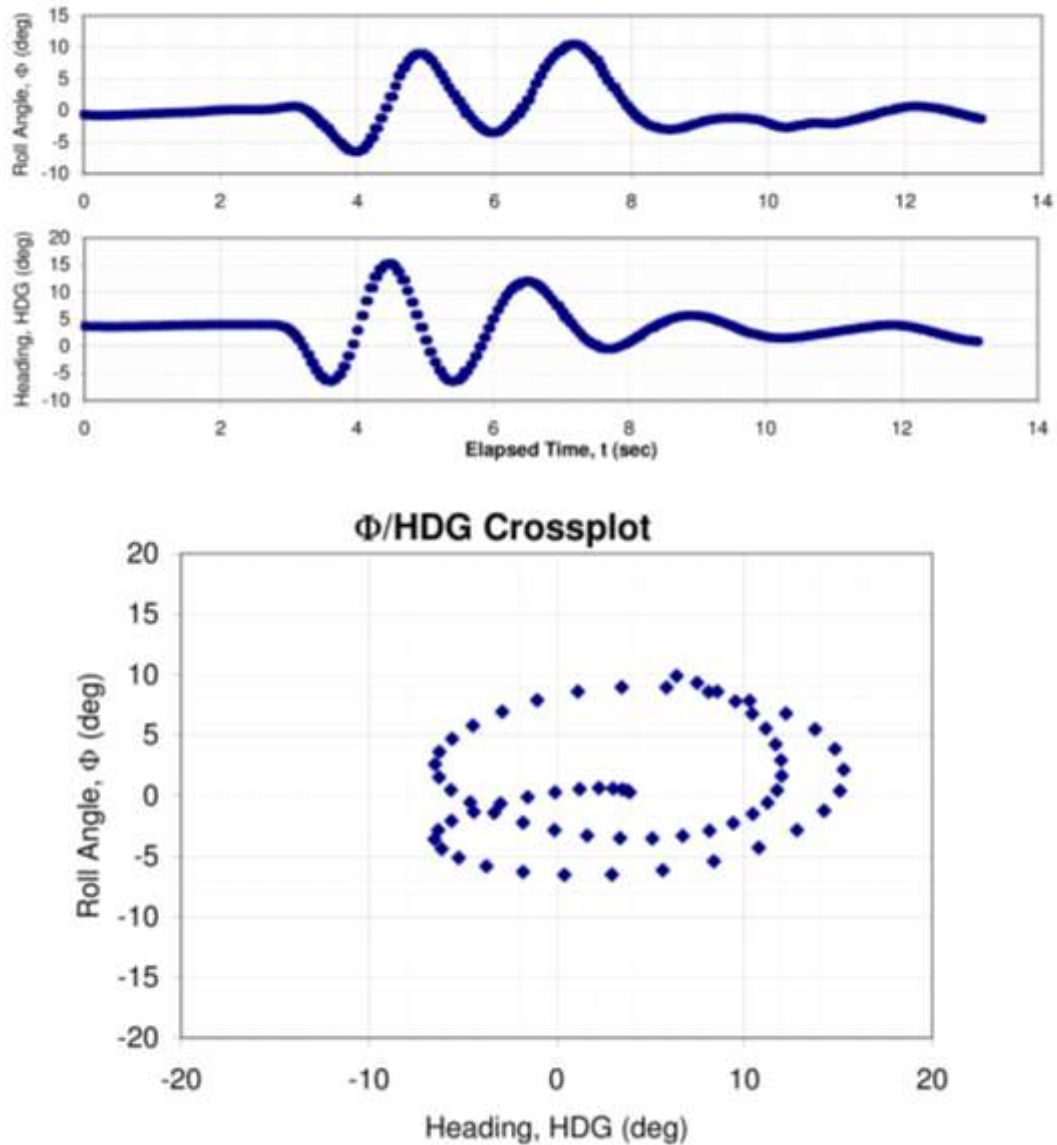 Roll Angle, Φ (deg)
15
10
5
0
-5
-10
0 2 4 6 8 10 12 14
Heading, HDG (deg)
20
15
10
5
0
-5
-10
0 2 4 6 8 10 12 14
Elapsed Time, t (sec)
Φ/HDG Crossplot
Roll Angle, Φ (deg)
20
15
10
5
0
-5
-10
-15
-20
-20 -10 0 10 20
Heading, HDG (deg)